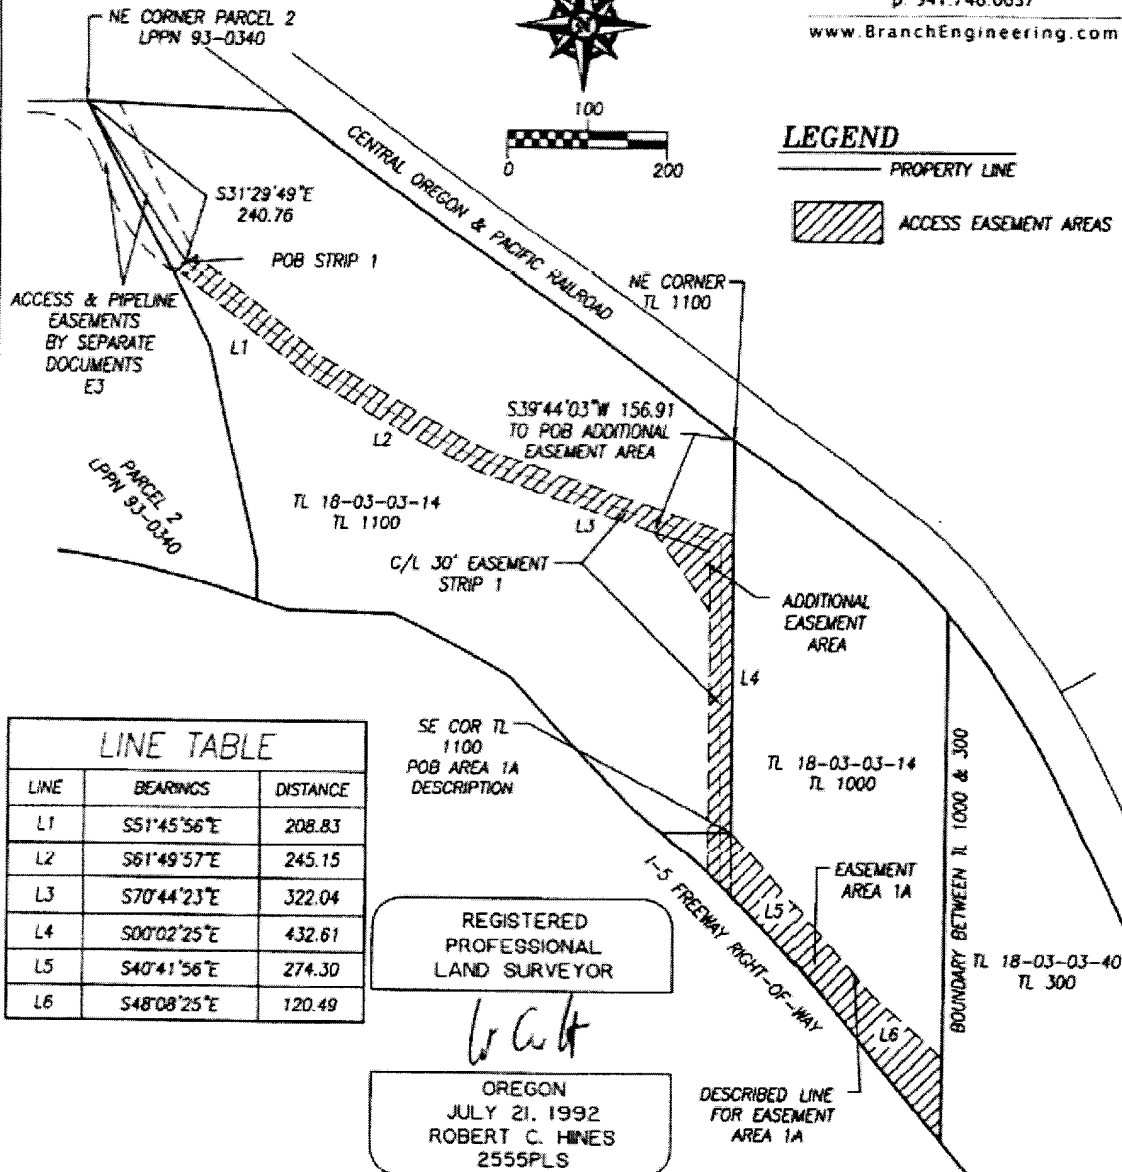 NE CORNER PARCEL 2
LPPN 93-0340
www.BranchEngineering.com
100
0
200
LEGEND
PROPERTY LINE
ACCESS EASEMENT AREAS
CENTRAL OREGON & PACIFIC RAILROAD
S31°29'49"E
240.76
POB STRIP 1
NE CORNER
TL 1100
ACCESS & PIPELINE
EASEMENTS
BY SEPARATE
DOCUMENTS
E3
L1
L2
S39°44'03"W 156.91
TO POB ADDITIONAL
EASEMENT AREA
PARCEL 2
LPPN 93-0340
TL 18-03-03-14
TL 1100
L3
C/L 30' EASEMENT
STRIP 1
ADDITIONAL
EASEMENT
AREA
L4
SE COR TL
1100
POB AREA 1A
DESCRIPTION
TL 18-03-03-14
TL 1000
BOUNDARY BETWEEN TL 1000 & 300
LINE TABLE
LINE BEARINGS DISTANCE
L1 S51°45'56"E 208.83
L2 S61°49'57"E 245.15
L3 S70°44'23"E 322.04
L4 S00°02'25"E 432.61
L5 S40°41'56"E 274.30
L6 S48°08'25"E 120.49
I-5 FREEWAY RIGHT-OF-WAY
EASEMENT
AREA 1A
L5
L6
TL 18-03-03-40
TL 300
REGISTERED
PROFESSIONAL
LAND SURVEYOR
OREGON
JULY 21, 1992
ROBERT C. HINES
2555PLS
DESCRIBED LINE
FOR EASEMENT
AREA 1A